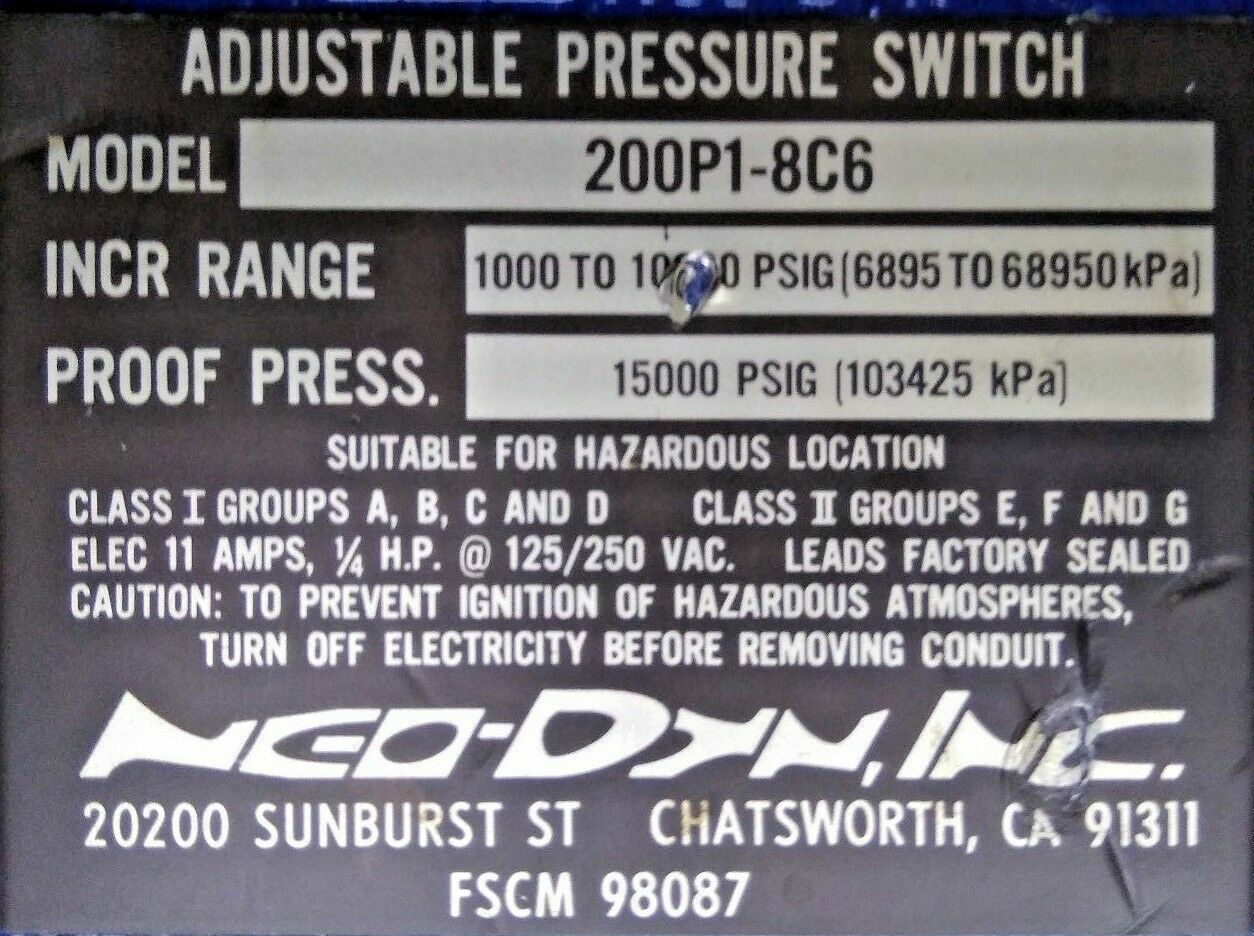 ADJUSTABLE PRESSURE SWITCH
MODEL 200P1-8C6
INCR RANGE 1000 TO PSIG (6895 TO 68950 kPa)
PROOF PRESS. 15000 PSIG (103425 kPa)
SUITABLE FOR HAZARDOUS LOCATION
CLASS I GROUPS A, B, C AND D CLASS II GROUPS E, F AND G
ELEC 11 AMPS, ¼ H.P. @ 125/250 VAC. LEADS FACTORY SEALED
CAUTION: TO PREVENT IGNITION OF HAZARDOUS ATMOSPHERES,
TURN OFF ELECTRICITY BEFORE REMOVING CONDUIT.
NEO-DYN, INC.
20200 SUNBURST ST CHATSWORTH, CA 91311
FSCM 98087